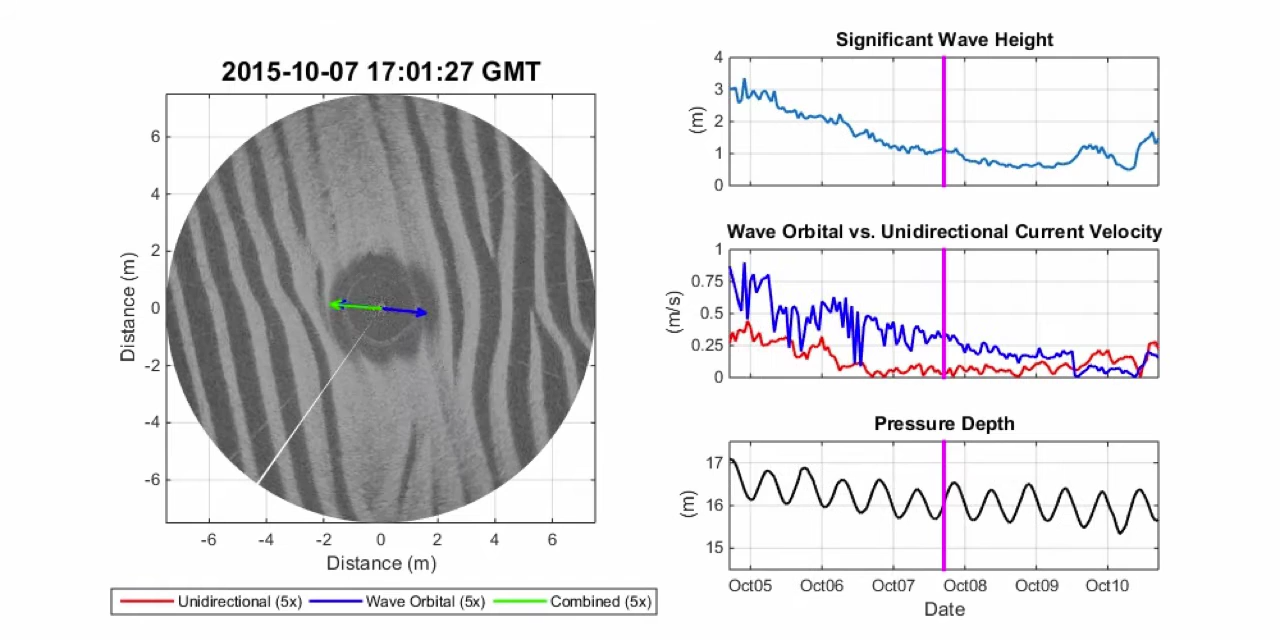 2015-10-07 17:01:27 GMT
Distance (m)
6
4
2
0
-2
-4
-6
-6
-4
-2
0
2
4
6
Distance (m)
Unidirectional (5x)
Wave Orbital (5x)
Combined (5x)
Significant Wave Height
(m)
4
3
2
1
0
Wave Orbital vs. Unidirectional Current Velocity
(m/s)
1
0.75
0.5
0.25
0
Pressure Depth
(m)
17
16
15
Oct05
Oct06
Oct07
Oct08
Oct09
Oct10
Date